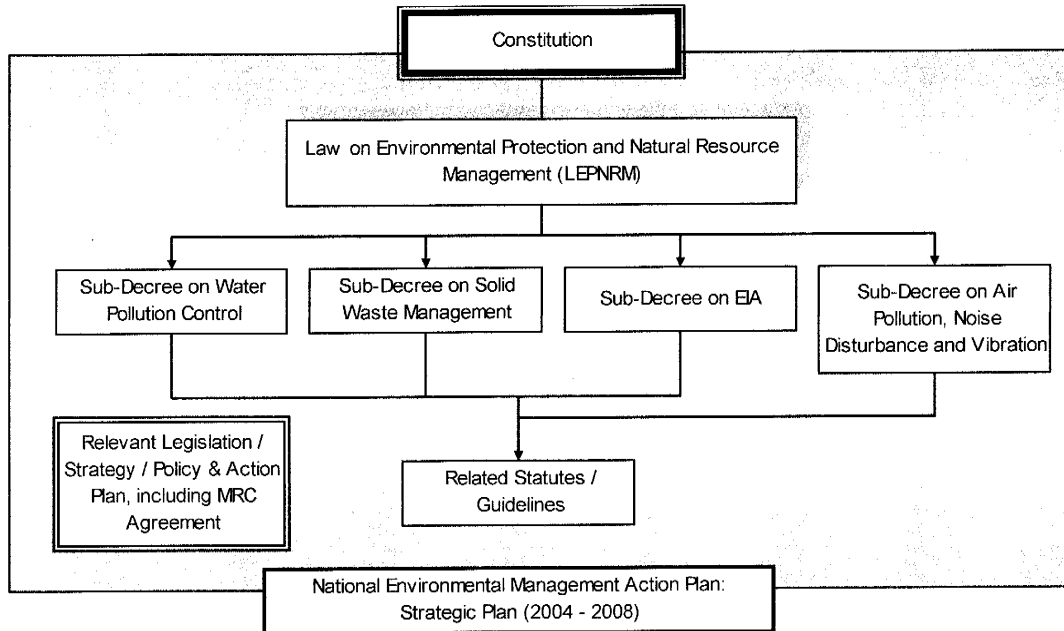 Constitution
Law on Environmental Protection and Natural Resource
Management (LEPNRM)
Sub-Decree on Water
Pollution Control
Sub-Decree on Solid
Waste Management
Sub-Decree on EIA
Sub-Decree on Air
Pollution, Noise
Disturbance and Vibration
Relevant Legislation /
Strategy / Policy & Action
Plan, including MRC
Agreement
Related Statutes /
Guidelines
National Environmental Management Action Plan:
Strategic Plan (2004 - 2008)